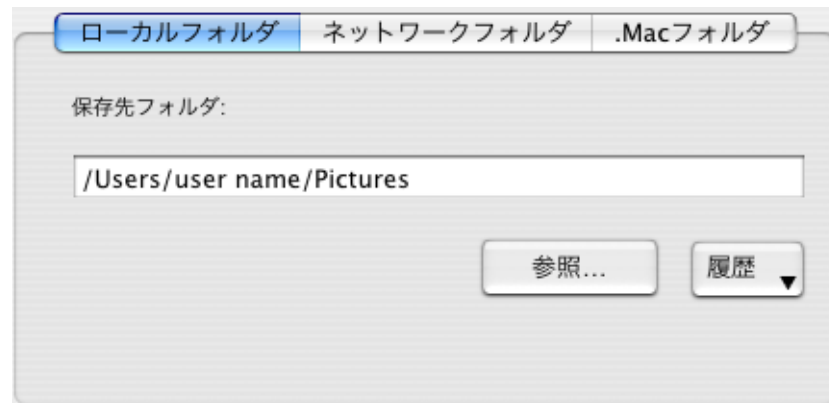 ローカルフォルダ ネットワークフォルダ .Macフォルダ
保存先フォルダ:
/Users/user name/Pictures
参照... 履歴